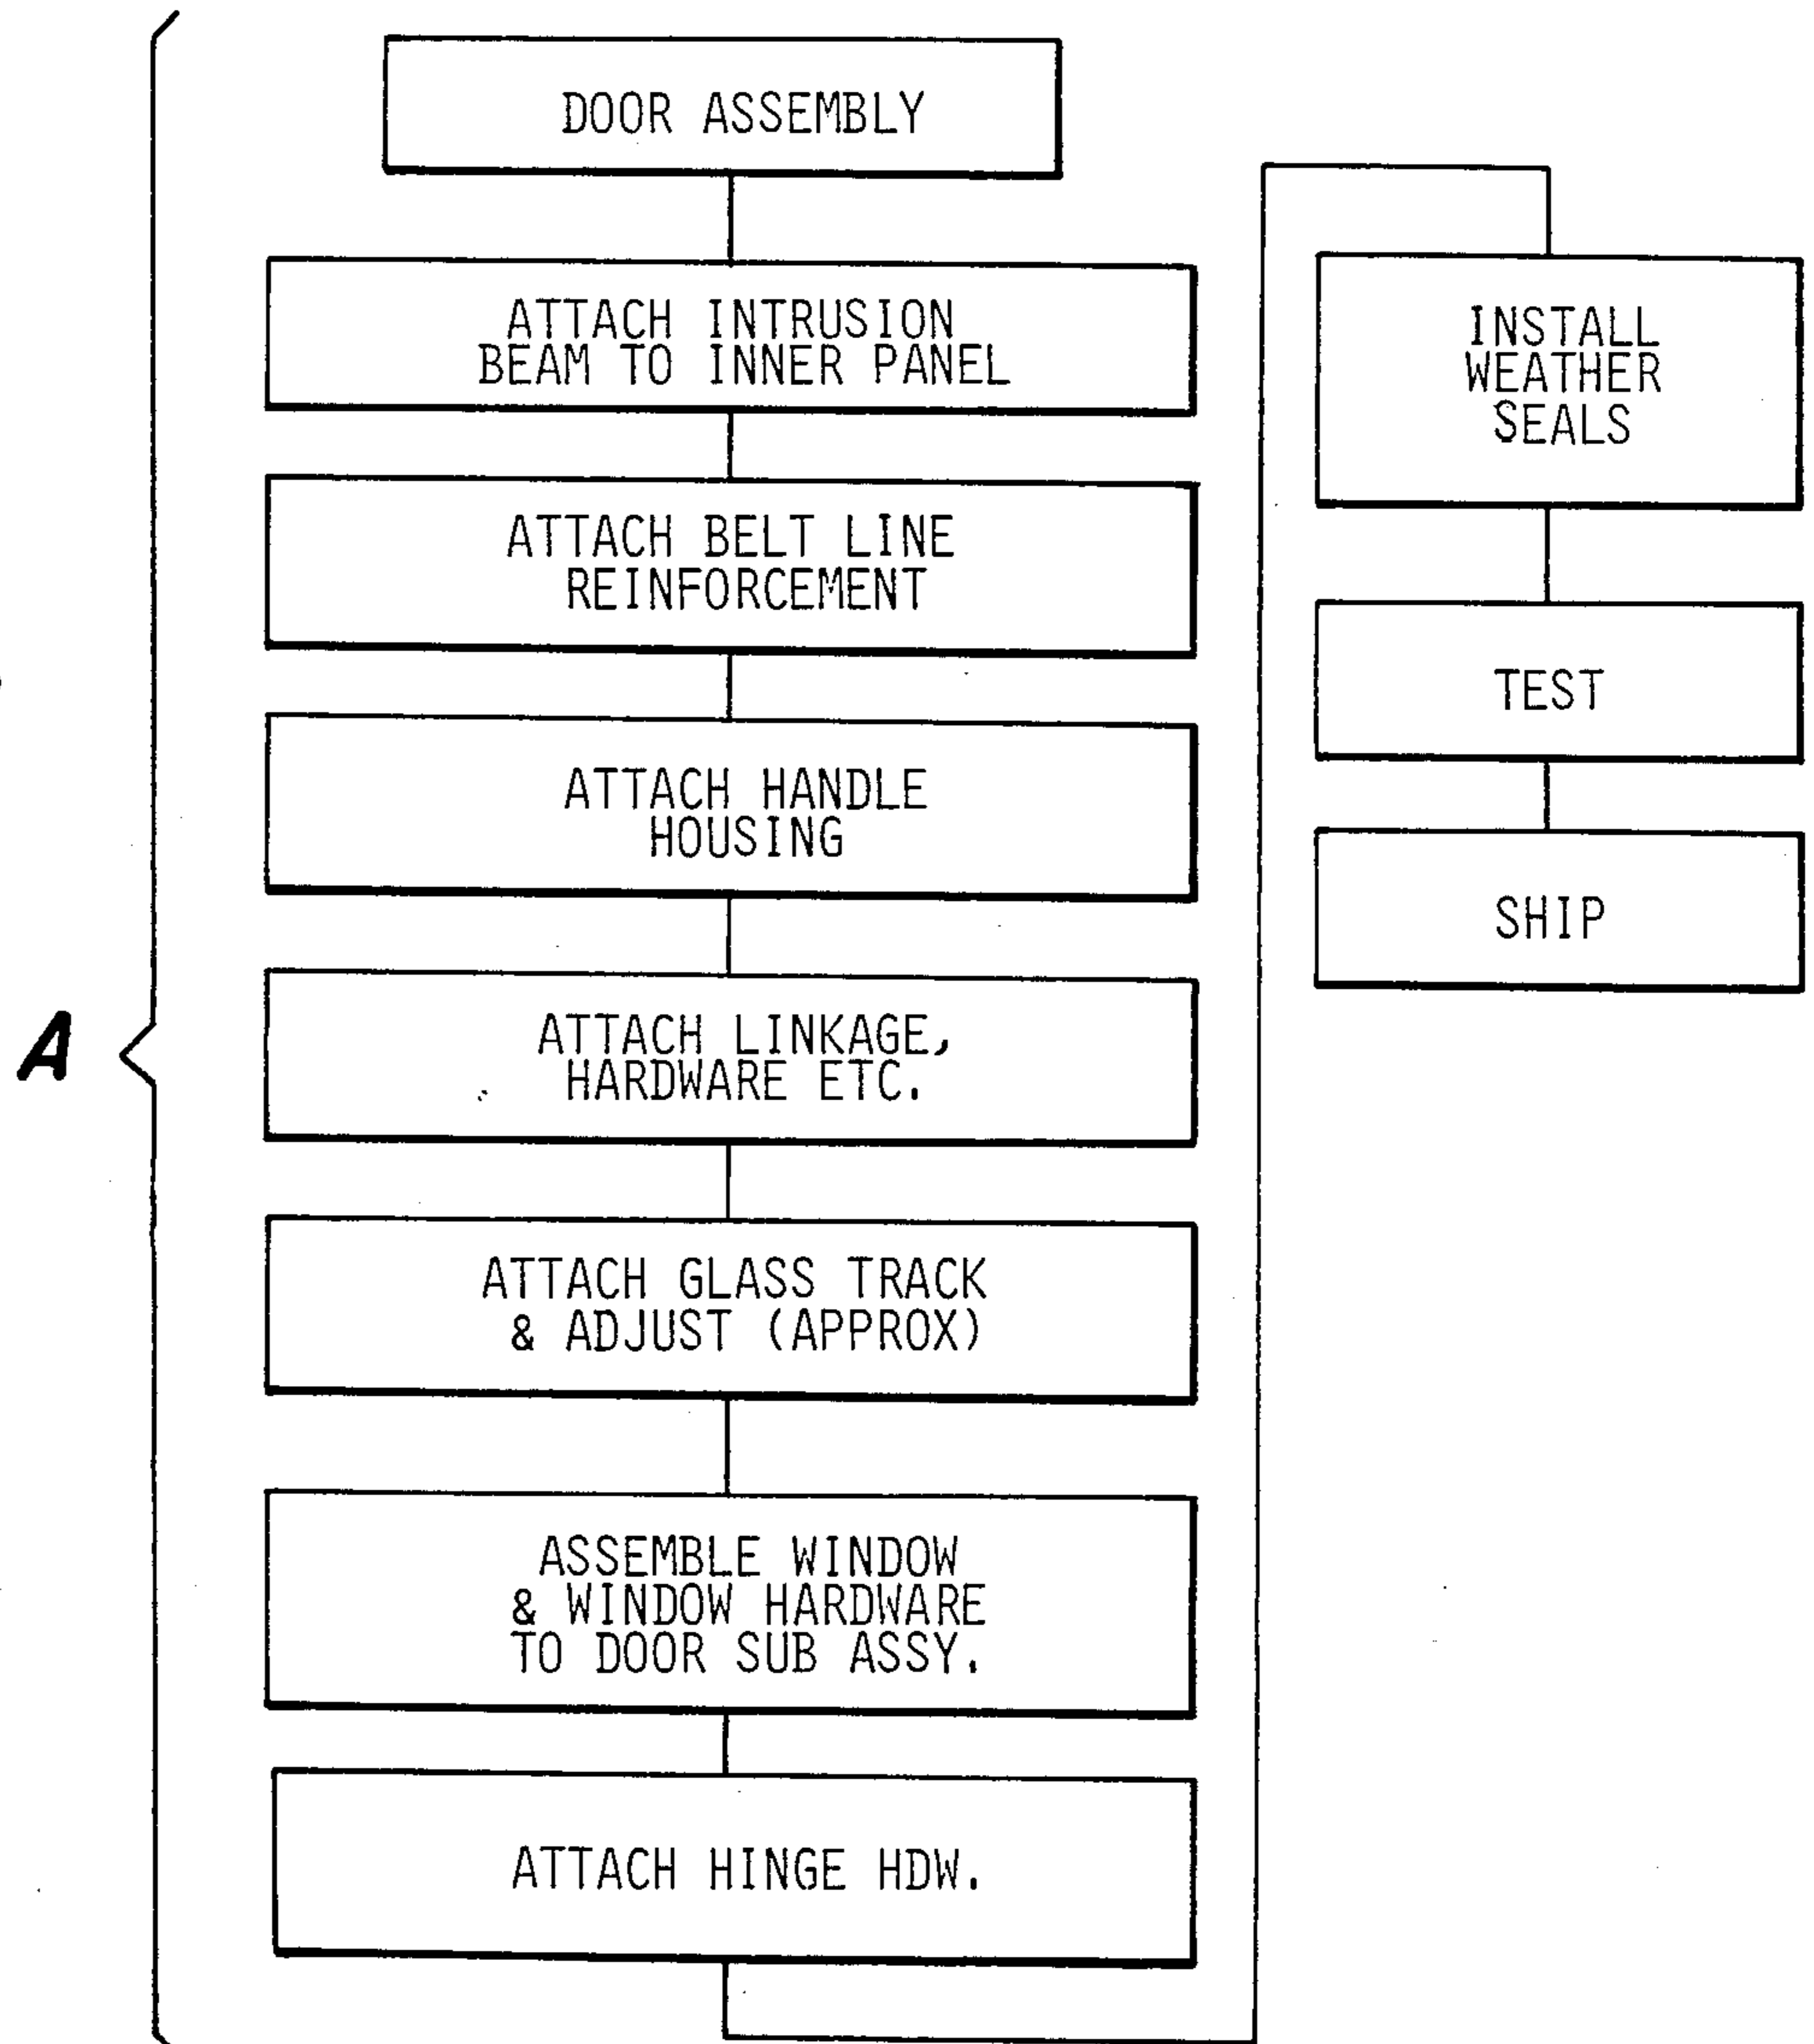 DOOR ASSEMBLY
ATTACH INTRUSION
BEAM TO INNER PANEL
ATTACH BELT LINE
REINFORCEMENT
ATTACH HANDLE
HOUSING
ATTACH LINKAGE,
HARDWARE ETC.
ATTACH GLASS TRACK
& ADJUST (APPROX)
ASSEMBLE WINDOW
& WINDOW HARDWARE
TO DOOR SUB ASSY.
ATTACH HINGE HDW.
INSTALL
WEATHER
SEALS
TEST
SHIP
A